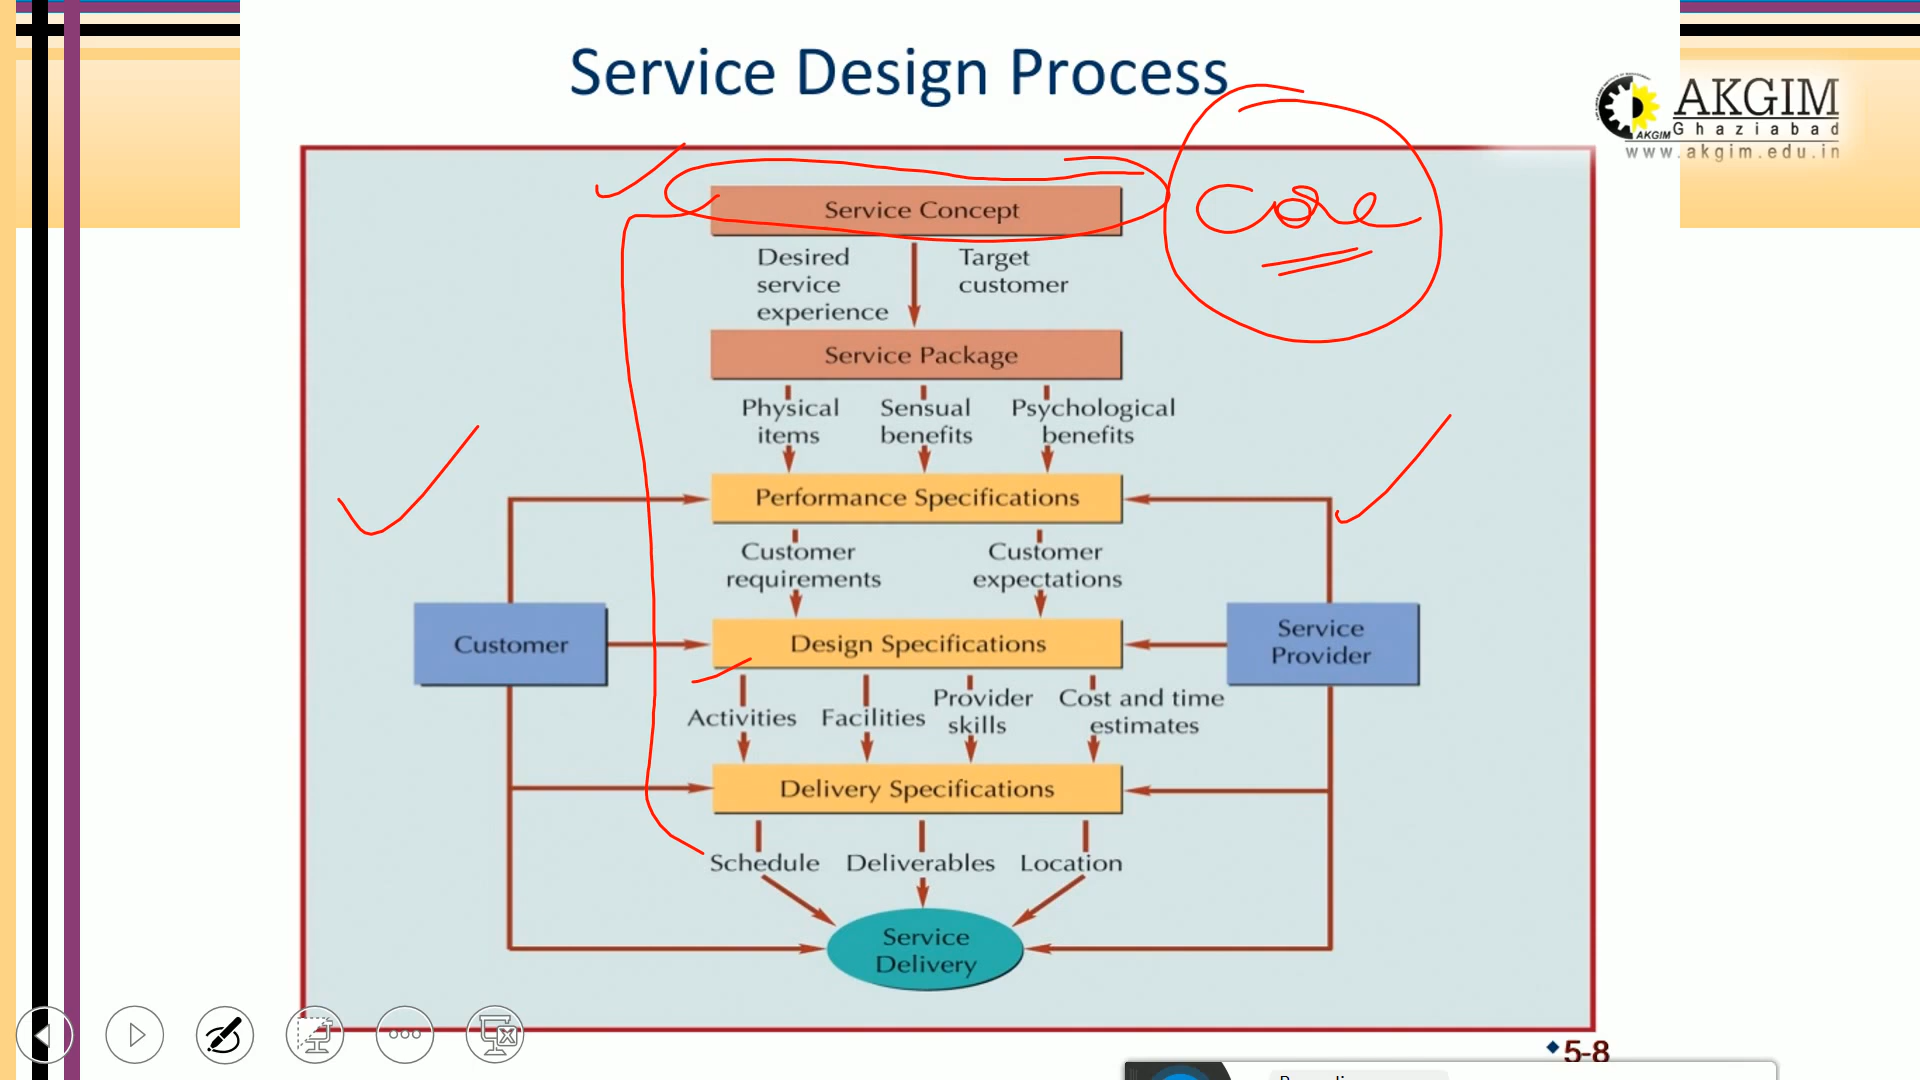 Service Design Process
AKGIM
Ghaziabad
www.akgim.edu.in
AKGIM
Core
Service Concept
Desired
service
experience
Target
customer
Service Package
Physical
items
Sensual
benefits
Psychological
benefits
Performance Specifications
Customer
requirements
Customer
expectations
Customer
Design Specifications
Service
Provider
Activities
Facilities
Provider
skills
Cost and time
estimates
Delivery Specifications
Schedule
Deliverables
Location
Service
Delivery
5-8